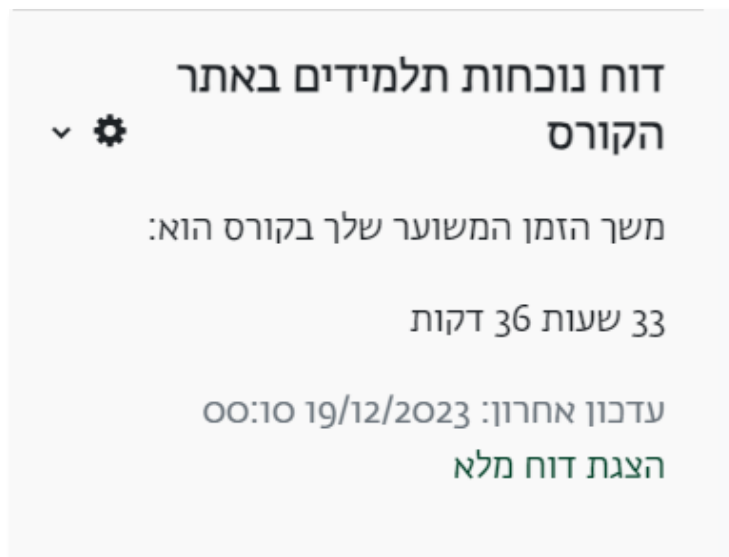 דוח נוכחות תלמידים באתר
הקורס
משך הזמן המשוער שלך בקורס הוא:
33 שעות 36 דקות
עדכון אחרון: 19/12/2023 00:10
הצגת דוח מלא